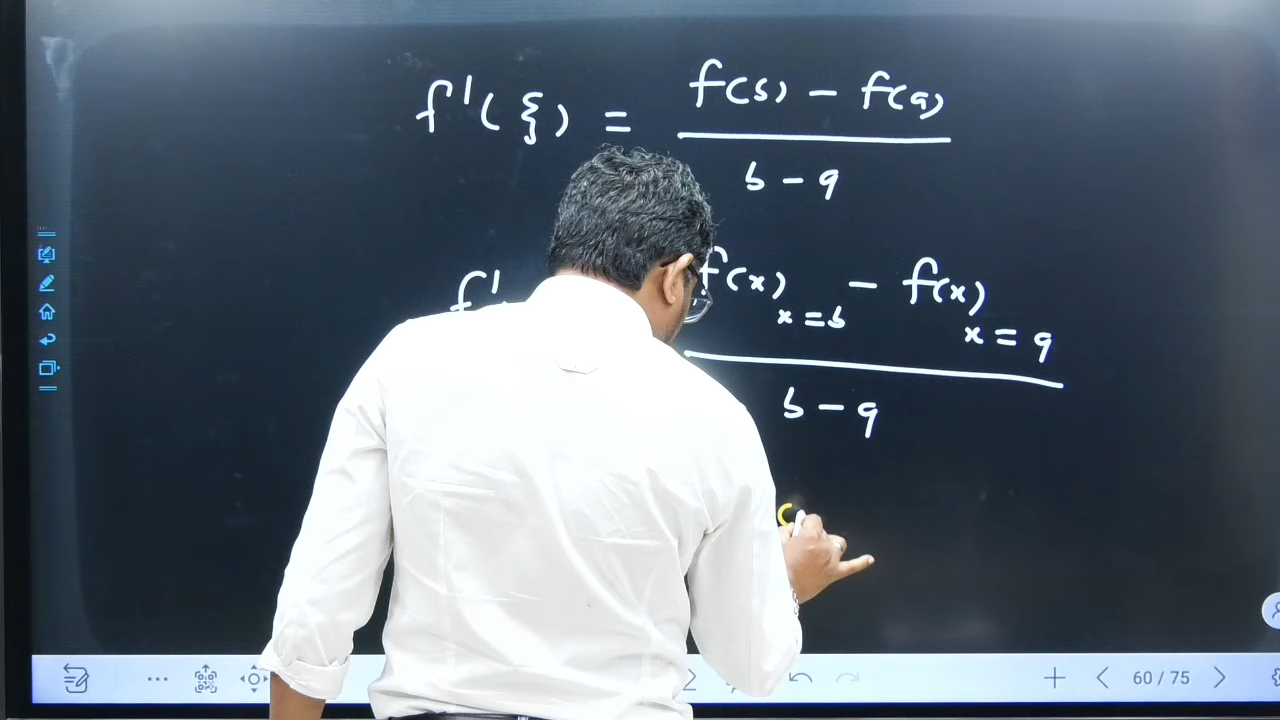 f'(ξ) = f(b) - f(a)
b - a
f' f(x) x=b - f(x) x=a
b - a
60 / 75